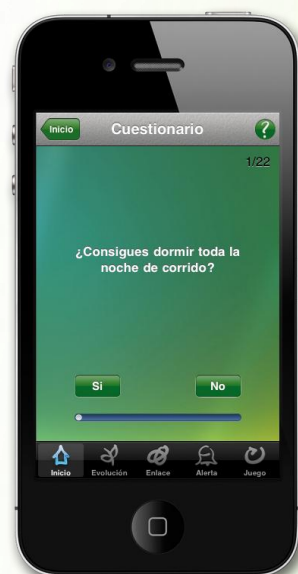 Inicio Cuestionario ?
1/22
¿Consigues dormir toda la
noche de corrido?
Si No
Inicio Evolución Enlace Alerta Juego